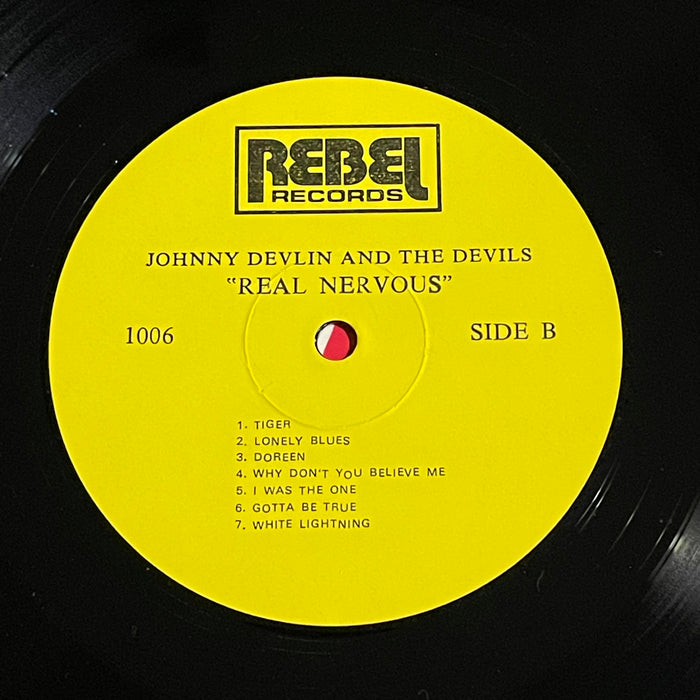 REBEL
RECORDS
JOHNNY DEVLIN AND THE DEVILS
"REAL NERVOUS"
1006 SIDE B
1. TIGER
2. LONELY BLUES
3. DOREEN
4. WHY DON'T YOU BELIEVE ME
5. I WAS THE ONE
6. GOTTA BE TRUE
7. WHITE LIGHTNING